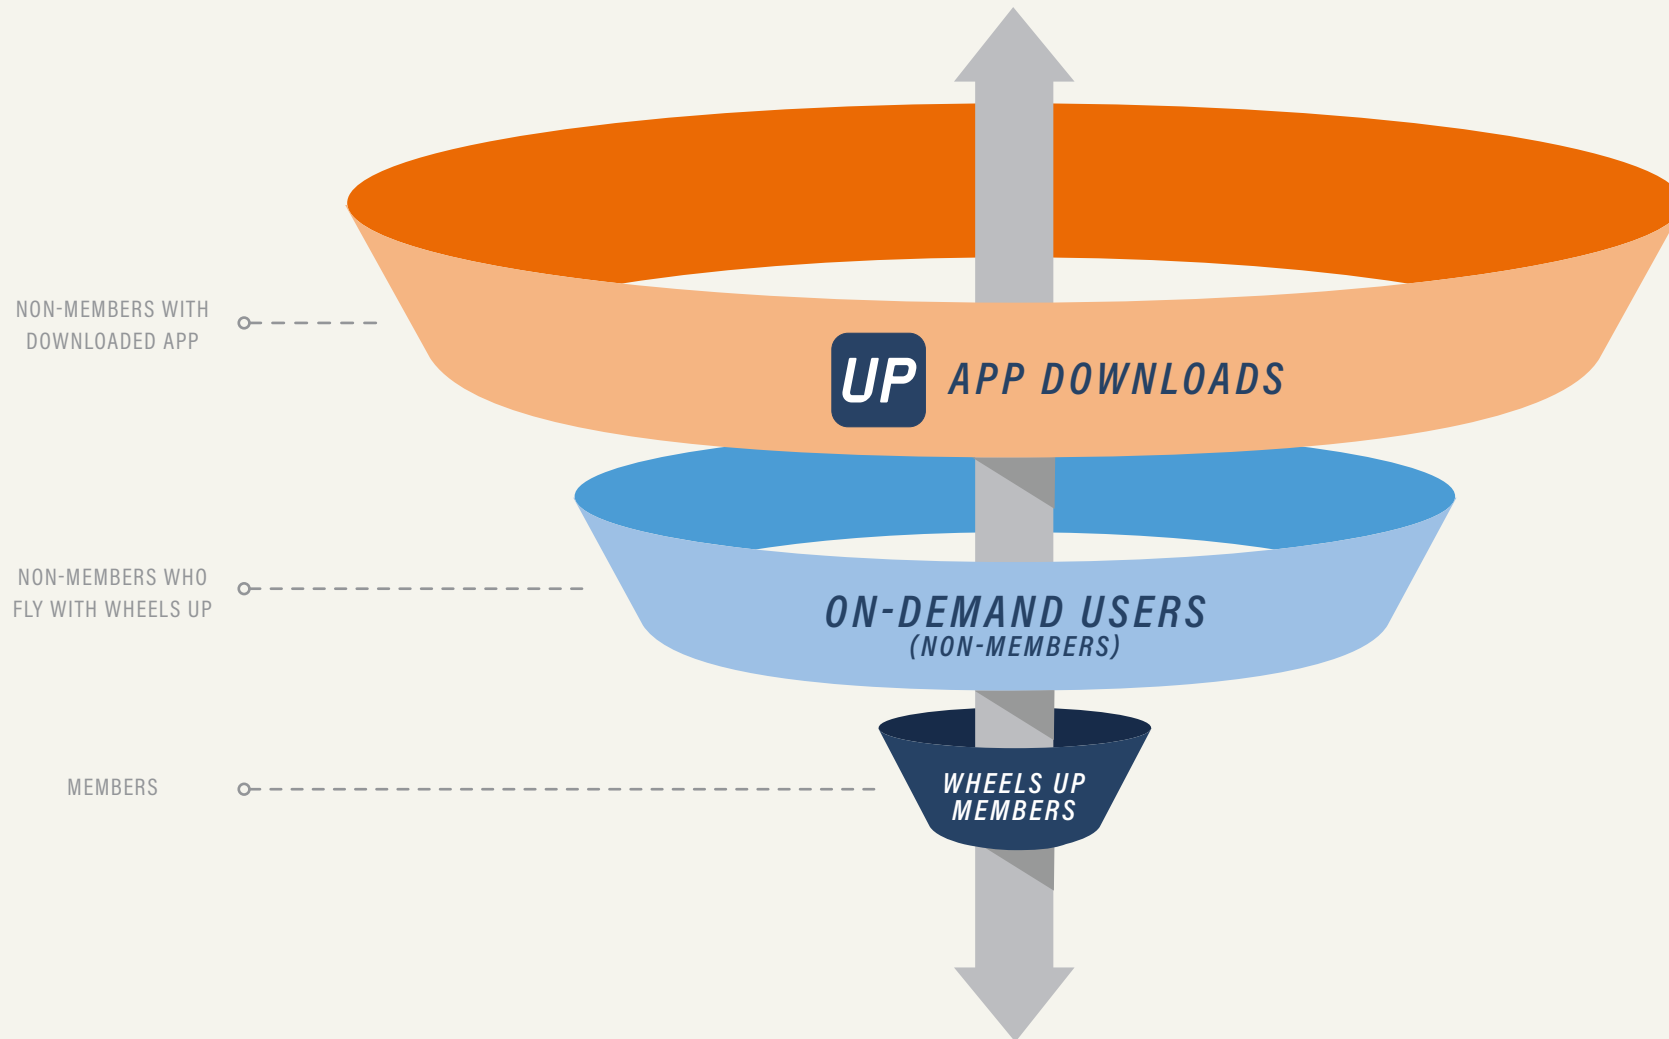 NON-MEMBERS WITH
DOWNLOADED APP
UP APP DOWNLOADS
NON-MEMBERS WHO
FLY WITH WHEELS UP
ON-DEMAND USERS
(NON-MEMBERS)
MEMBERS
WHEELS UP
MEMBERS